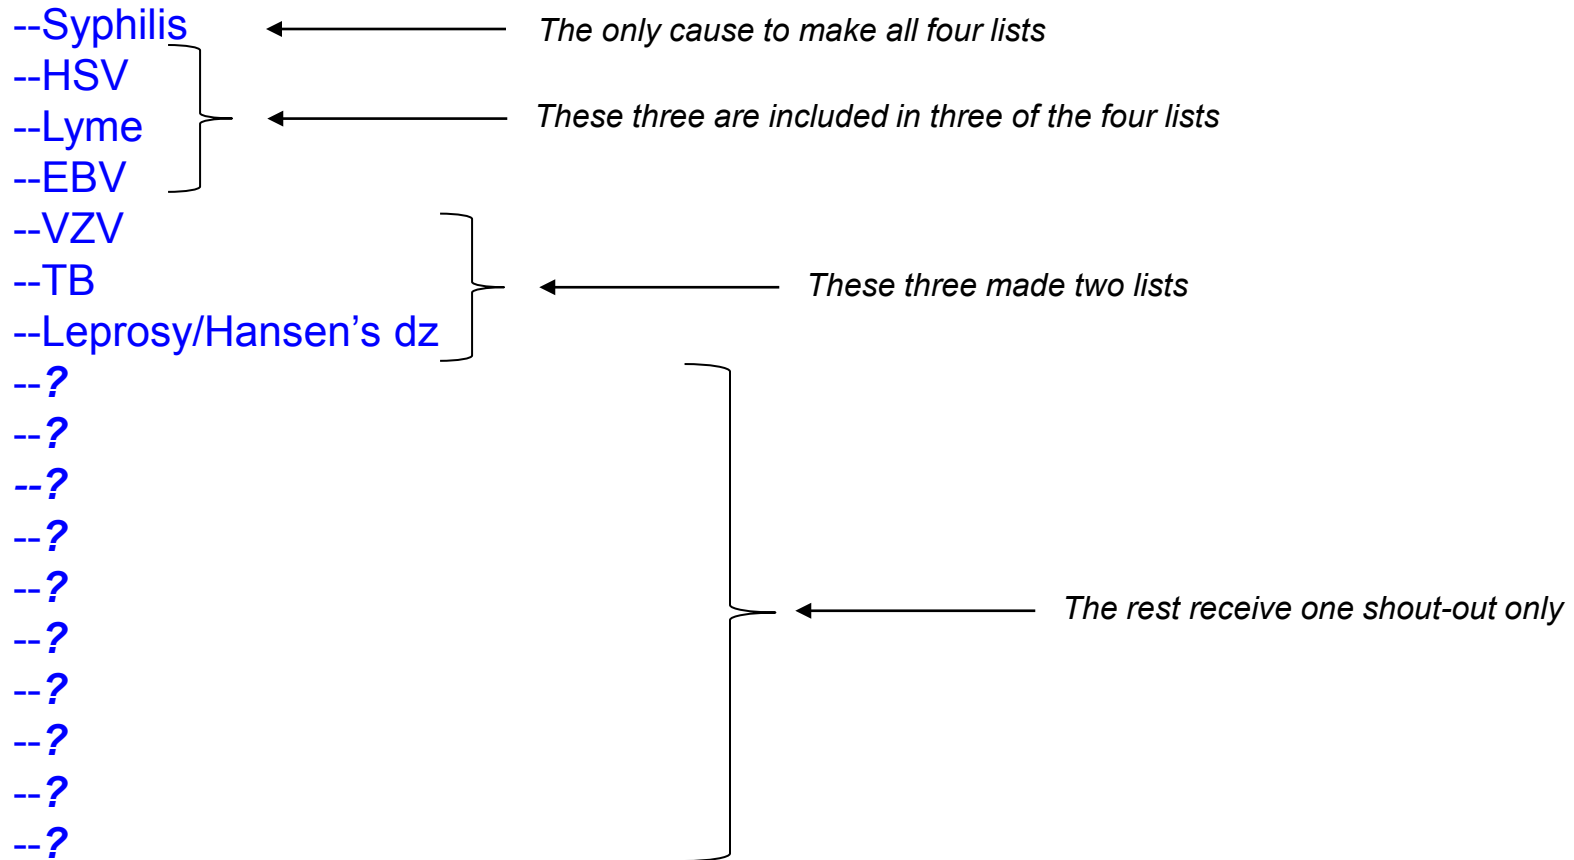 --Syphilis The only cause to make all four lists
--HSV
--Lyme These three are included in three of the four lists
--EBV
--VZV
--TB These three made two lists
--Leprosy/Hansen’s dz
--?
--?
--?
--?
--?
--? The rest receive one shout-out only
--?
--?
--?
--?